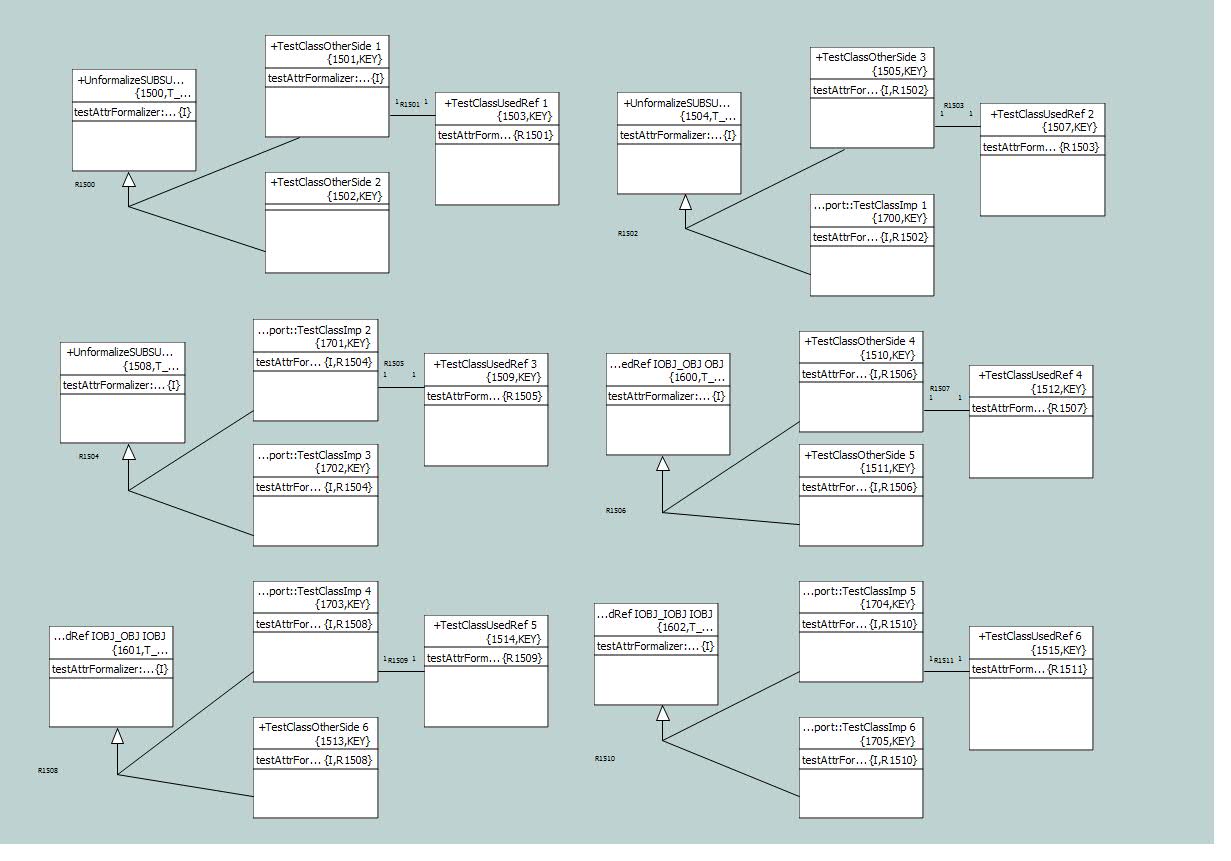 +UnformalizeSUBSU...
{1500,T_...
testAttrFormalizer:...{I}
R1500
+TestClassOtherSide 1
{1501,KEY}
testAttrFormalizer:...{I}
1 R1501 1
+TestClassUsedRef 1
{1503,KEY}
testAttrForm... {R1501}
+TestClassOtherSide 2
{1502,KEY}
+UnformalizeSUBSU...
{1504,T_...
testAttrFormalizer:...{I}
R1502
+TestClassOtherSide 3
{1505,KEY}
testAttrFor... {I,R1502}
R1503
1 1
+TestClassUsedRef 2
{1507,KEY}
testAttrForm... {R1503}
...port::TestClassImp 1
{1700,KEY}
testAttrFor... {I,R1502}
+UnformalizeSUBSU...
{1508,T_...
testAttrFormalizer:...{I}
R1504
...port::TestClassImp 2
{1701,KEY}
testAttrFor... {I,R1504}
R1505
1 1
+TestClassUsedRef 3
{1509,KEY}
testAttrForm... {R1505}
...port::TestClassImp 3
{1702,KEY}
testAttrFor... {I,R1504}
...edRef IOBJ_OBJ OBJ
{1600,T_...
testAttrFormalizer:...{I}
R1506
+TestClassOtherSide 4
{1510,KEY}
testAttrFor... {I,R1506}
R1507
1 1
+TestClassUsedRef 4
{1512,KEY}
testAttrForm... {R1507}
+TestClassOtherSide 5
{1511,KEY}
testAttrFor... {I,R1506}
...dRef IOBJ_OBJ IOBJ
{1601,T_...
testAttrFormalizer:...{I}
R1508
...port::TestClassImp 4
{1703,KEY}
testAttrFor... {I,R1508}
1 R1509 1
+TestClassUsedRef 5
{1514,KEY}
testAttrForm... {R1509}
+TestClassOtherSide 6
{1513,KEY}
testAttrFor... {I,R1508}
...dRef IOBJ_IOBJ IOBJ
{1602,T_...
testAttrFormalizer:...{I}
R1510
...port::TestClassImp 5
{1704,KEY}
testAttrFor... {I,R1510}
1 R1511 1
+TestClassUsedRef 6
{1515,KEY}
testAttrForm... {R1511}
...port::TestClassImp 6
{1705,KEY}
testAttrFor... {I,R1510}